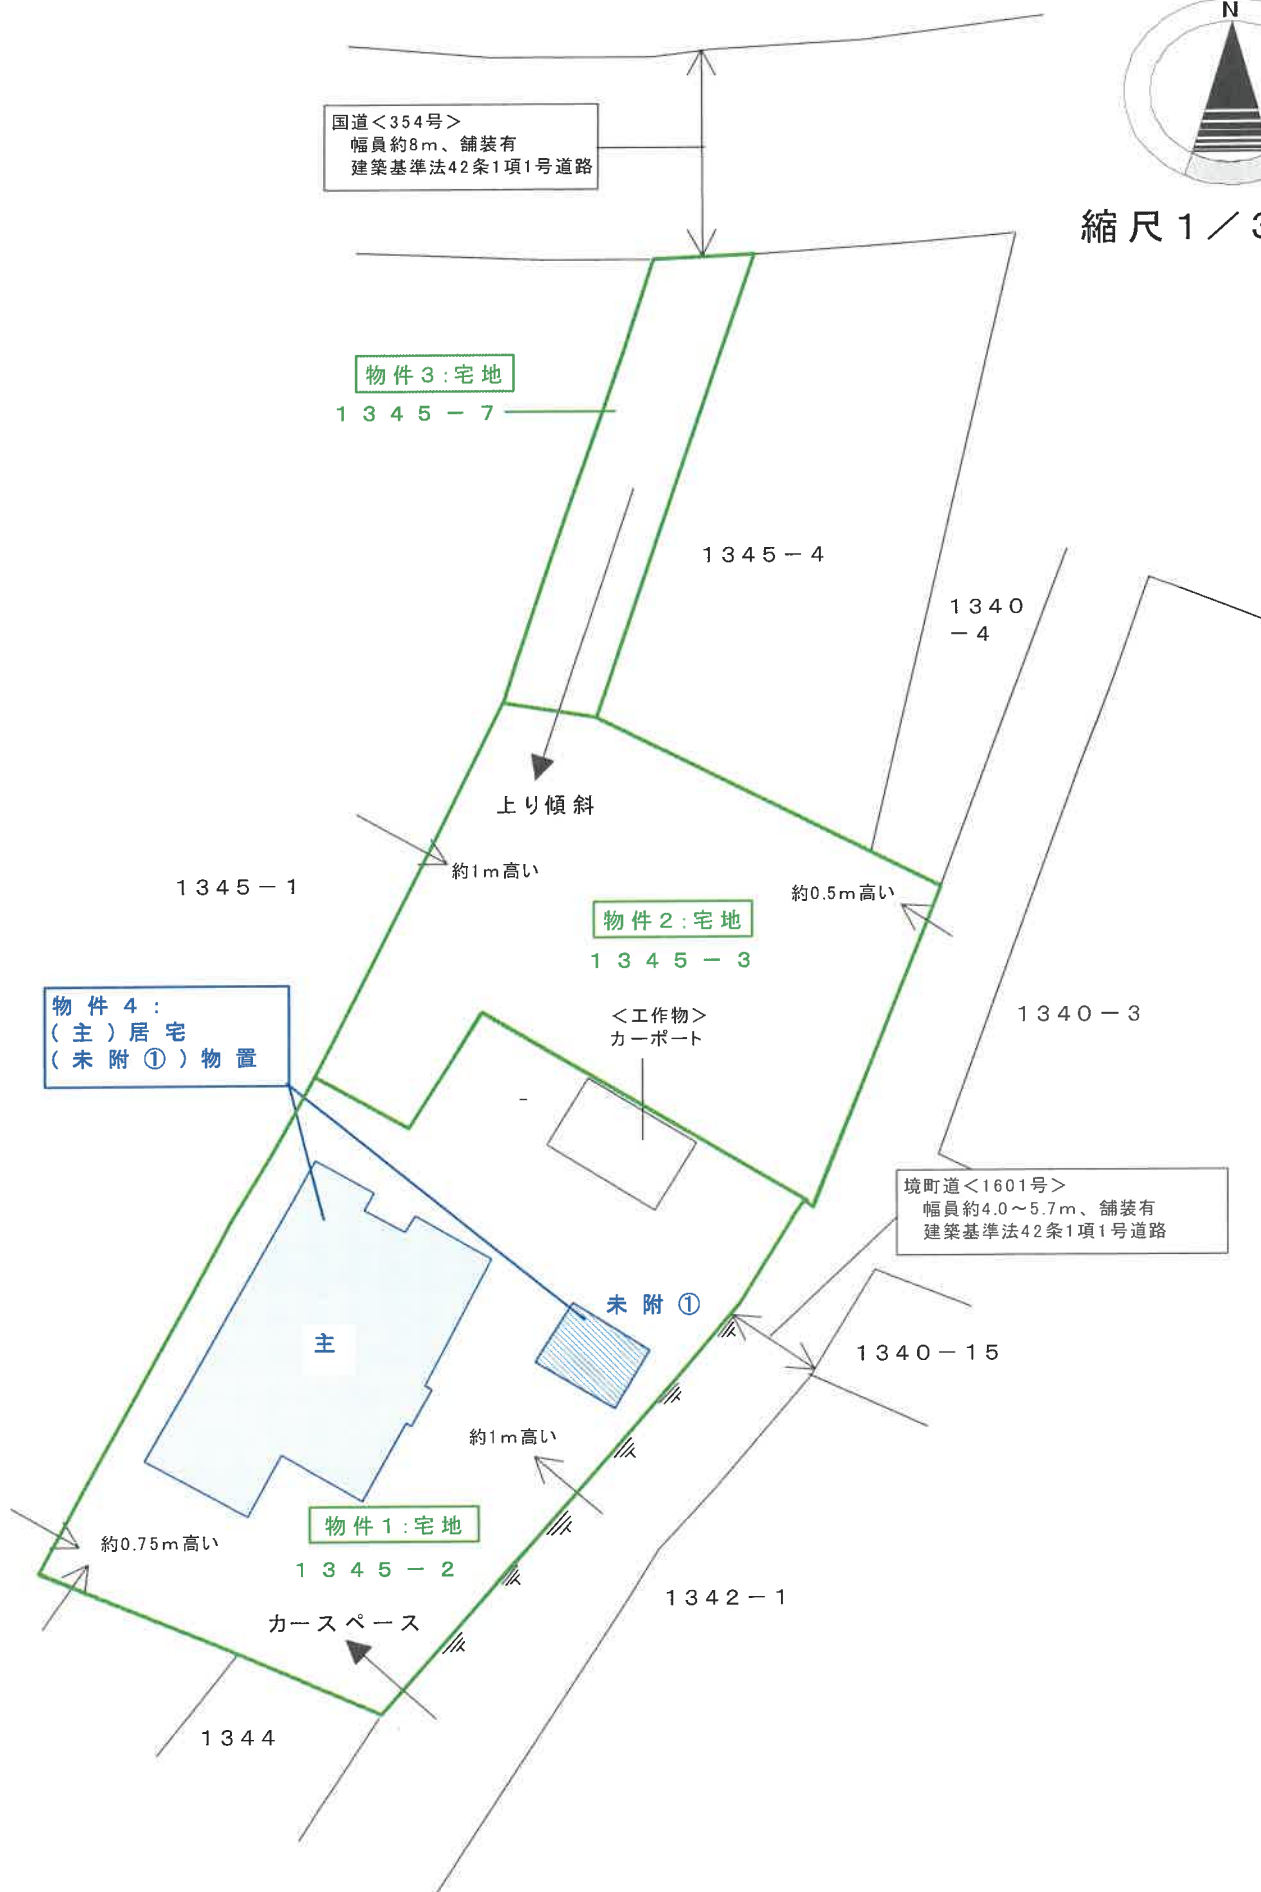 N
国道<354号>
幅員約8m、舗装有
建築基準法42条1項1号道路
縮尺1／3
物件3:宅地
1345－7
1345－4
1340
－4
上り傾斜
約1m高い
1345－1
約0.5m高い
物件2:宅地
1345－3
物件4：
(主)居宅
(未附①)物置
<工作物>
カーポート
1340－3
境町道<1601号>
幅員約4.0～5.7m、舗装有
建築基準法42条1項1号道路
未附①
主
1340－15
約1m高い
物件1:宅地
約0.75m高い
1345－2
1342－1
カースペース
1344